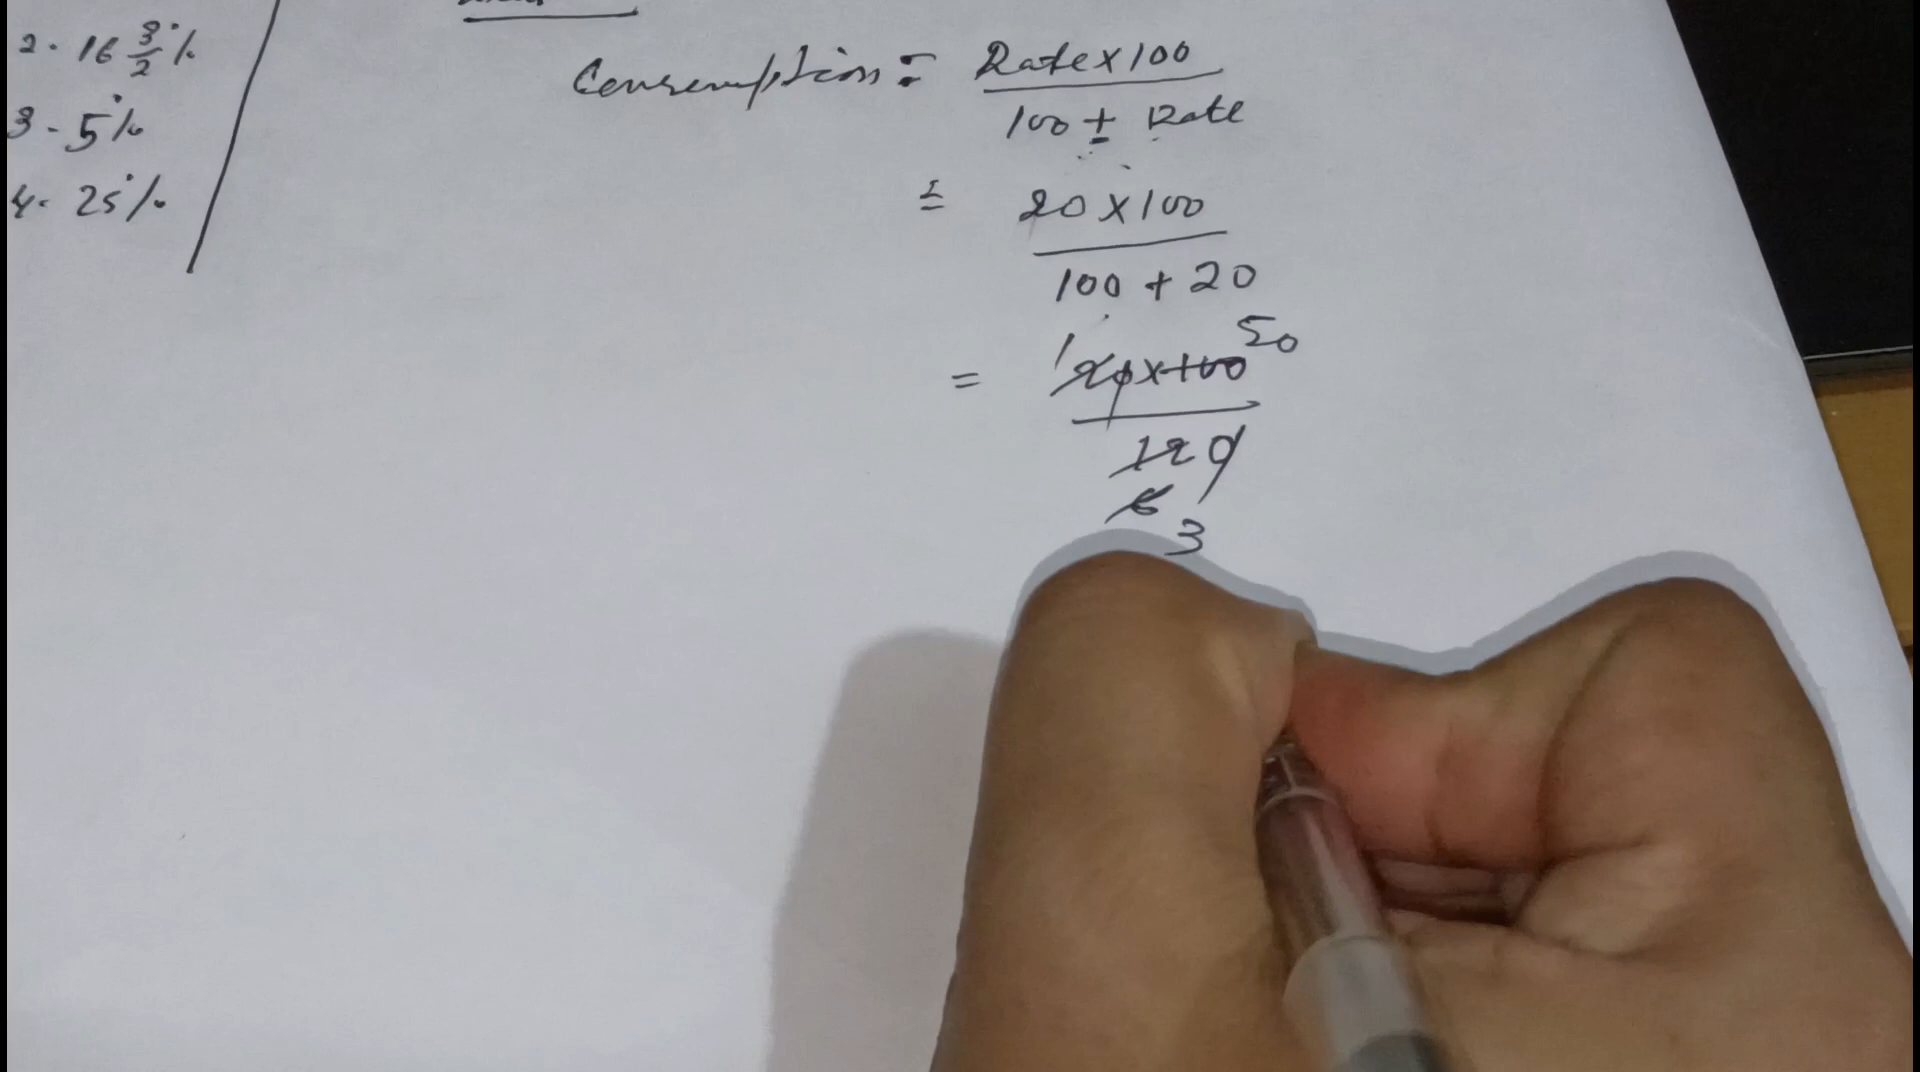 2. 16 3/2 %
3 - 5%
4. 25%
Consumption = Rate x 100
100 ± Rate
= 20 x 100
100 + 20
1 50
= 20 x 100
120
6
3